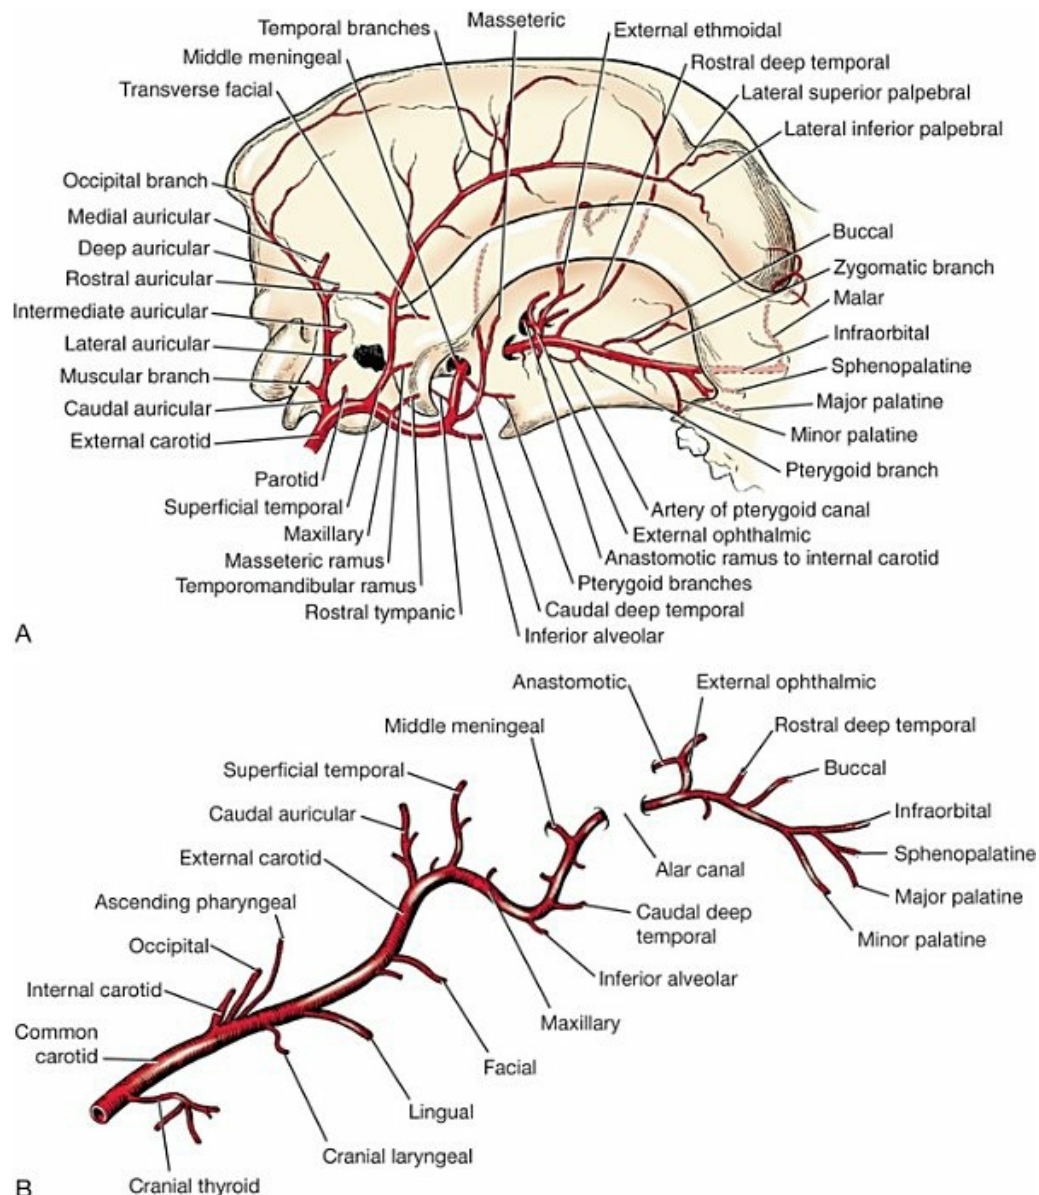 Masseteric
Temporal branches
External ethmoidal
Middle meningeal
Rostral deep temporal
Transverse facial
Lateral superior palpebral
Lateral inferior palpebral
Occipital branch
Medial auricular
Deep auricular
Rostral auricular
Intermediate auricular
Lateral auricular
Muscular branch
Caudal auricular
External carotid
Buccal
Zygomatic branch
Malar
Infraorbital
Sphenopalatine
Major palatine
Minor palatine
Pterygoid branch
Parotid
Superficial temporal
Maxillary
Masseteric ramus
Temporomandibular ramus
Rostral tympanic
Artery of pterygoid canal
External ophthalmic
Anastomotic ramus to internal carotid
Pterygoid branches
Caudal deep temporal
Inferior alveolar
A
Anastomotic
External ophthalmic
Middle meningeal
Rostral deep temporal
Superficial temporal
Buccal
Caudal auricular
Infraorbital
External carotid
Sphenopalatine
Alar canal
Ascending pharyngeal
Major palatine
Caudal deep
temporal
Occipital
Minor palatine
Internal carotid
Inferior alveolar
Common
carotid
Maxillary
Facial
Lingual
Cranial laryngeal
Cranial thyroid
B